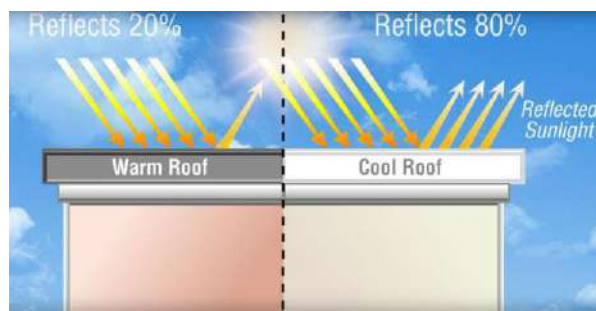 Reflects 20%
Reflects 80%
Reflected
Sunlight
Warm Roof
Cool Roof